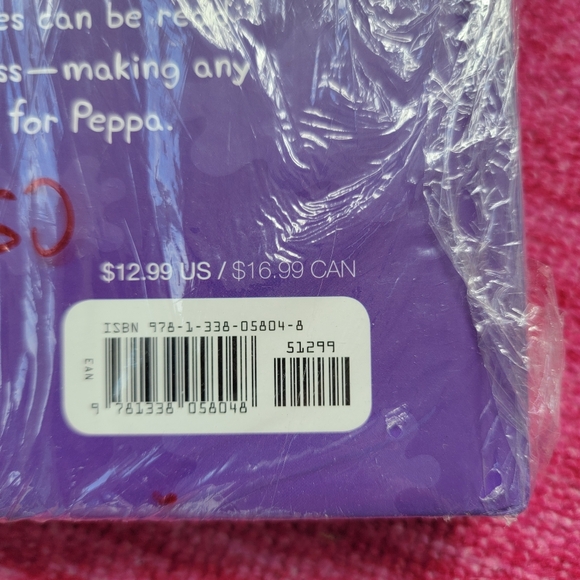 es can be read
ss—making any
for Peppa.
$12.99 US / $16.99 CAN
ISBN 978-1-338-05804-8
51299
EAN
9 781338 058048